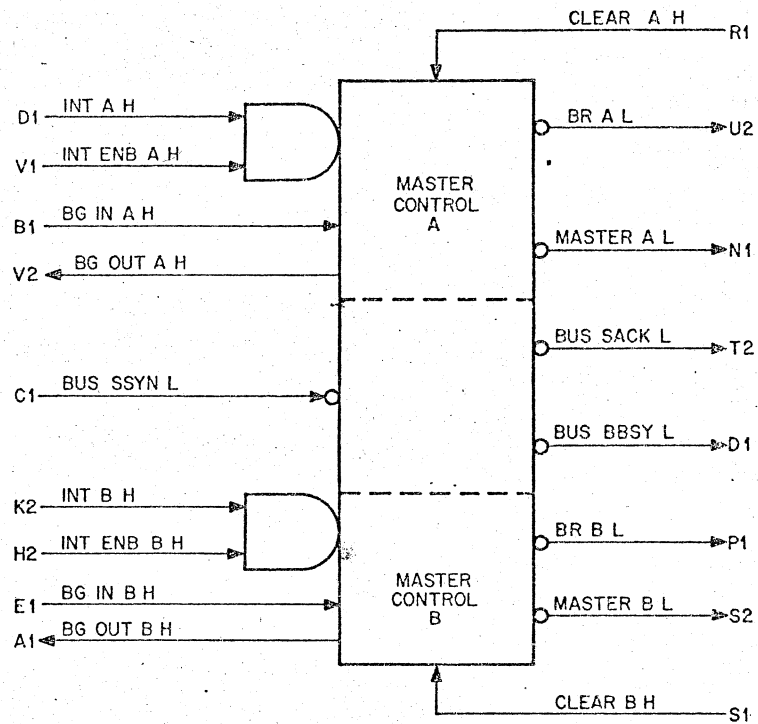 CLEAR A H R1
D1 INT A H
V1 INT ENB A H
B1 BG IN A H
V2 BG OUT A H
MASTER
CONTROL
A
BR A L U2
MASTER A L N1
BUS SACK L T2
C1 BUS SSYN L
BUS BBSY L D1
K2 INT B H
H2 INT ENB B H
E1 BG IN B H
A1 BG OUT B H
MASTER
CONTROL
B
BR B L P1
MASTER B L S2
CLEAR B H S1